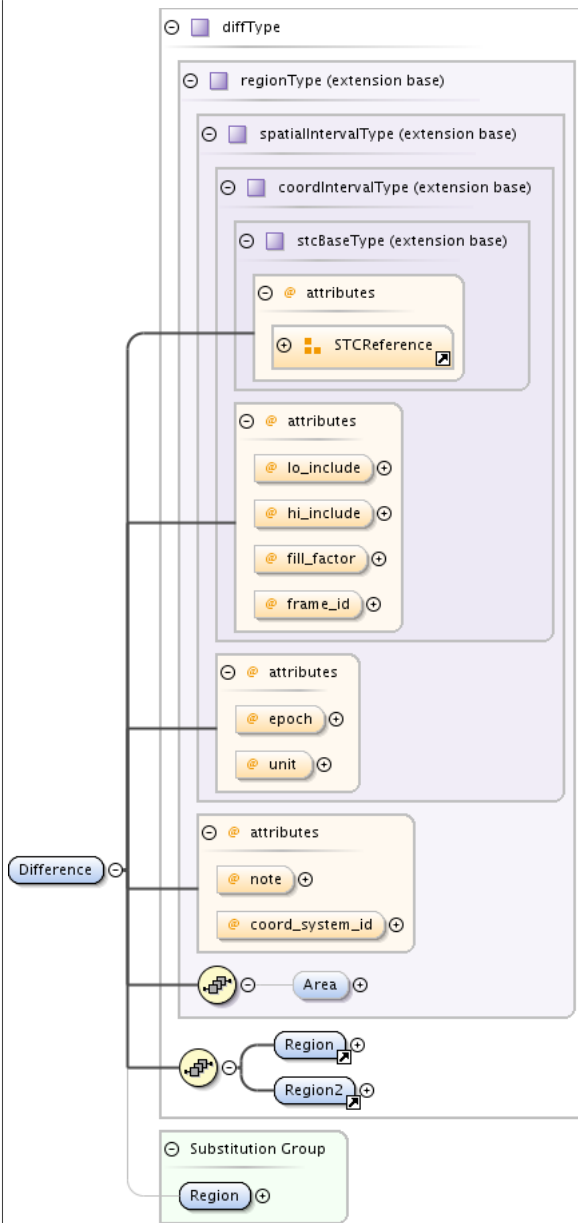 diffType
regionType (extension base)
spatialIntervalType (extension base)
coordIntervalType (extension base)
stcBaseType (extension base)
@ attributes
STCReference
@ attributes
@ lo_include
@ hi_include
@ fill_factor
@ frame_id
@ attributes
@ epoch
@ unit
@ attributes
Difference
@ note
@ coord_system_id
Area
Region
Region2
Substitution Group
Region